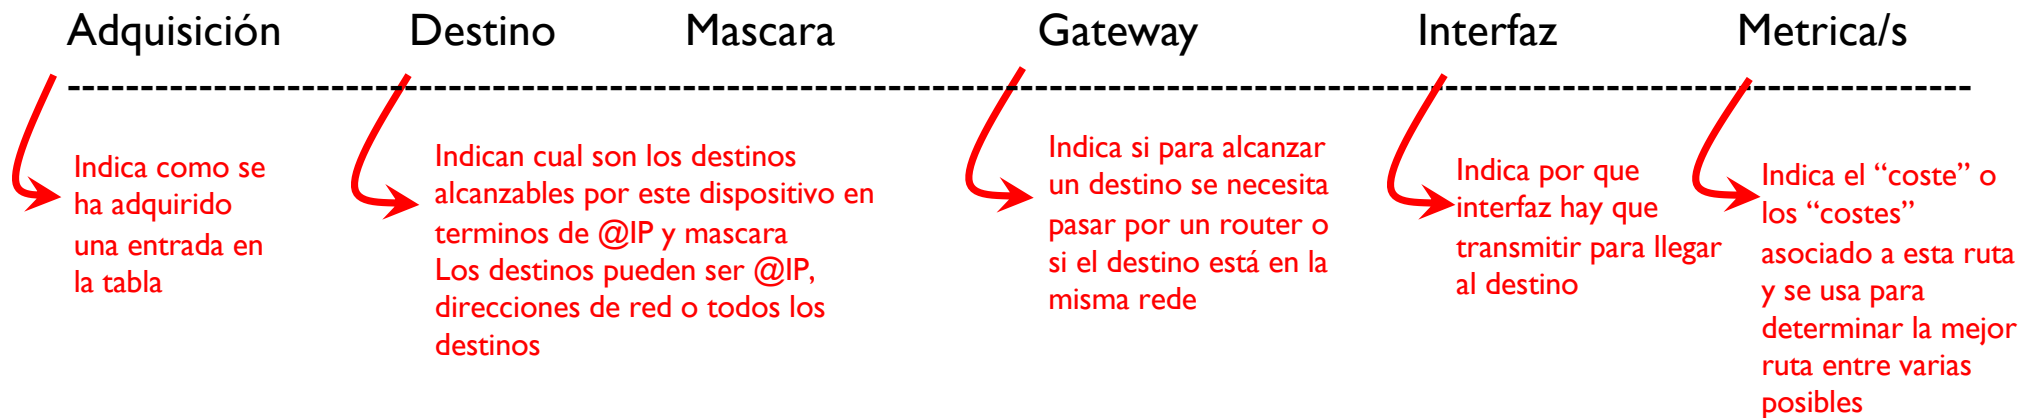 Adquisición Destino Mascara Gateway Interfaz Metrica/s
Indica como se
ha adquirido
una entrada en
la tabla
Indican cual son los destinos
alcanzables por este dispositivo en
terminos de @IP y mascara
Los destinos pueden ser @IP,
direcciones de red o todos los
destinos
Indica si para alcanzar
un destino se necesita
pasar por un router o
si el destino está en la
misma rede
Indica por que
interfaz hay que
transmitir para llegar
al destino
Indica el “coste” o
los “costes”
asociado a esta ruta
y se usa para
determinar la mejor
ruta entre varias
posibles